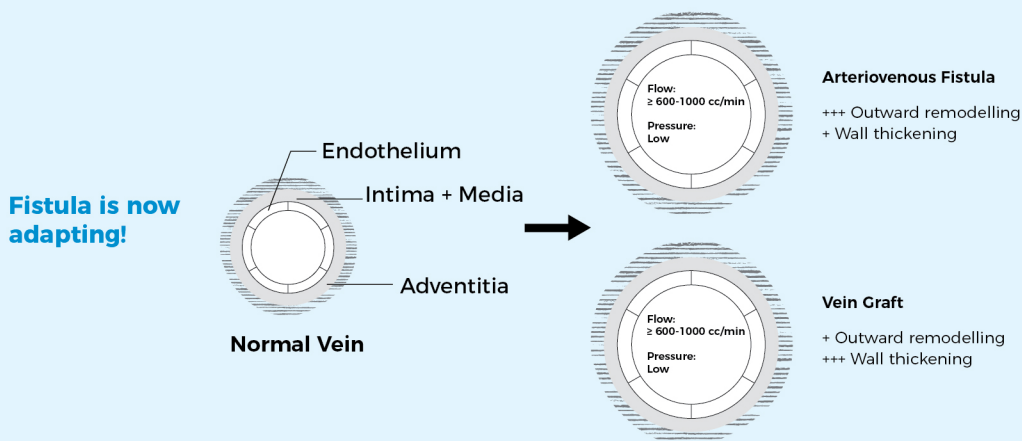 Fistula is now
adapting!
Endothelium
Intima + Media
Adventitia
Normal Vein
Flow:
≥ 600-1000 cc/min
Pressure:
Low
Arteriovenous Fistula
+++ Outward remodelling
+ Wall thickening
Flow:
≥ 600-1000 cc/min
Pressure:
Low
Vein Graft
+ Outward remodelling
+++ Wall thickening